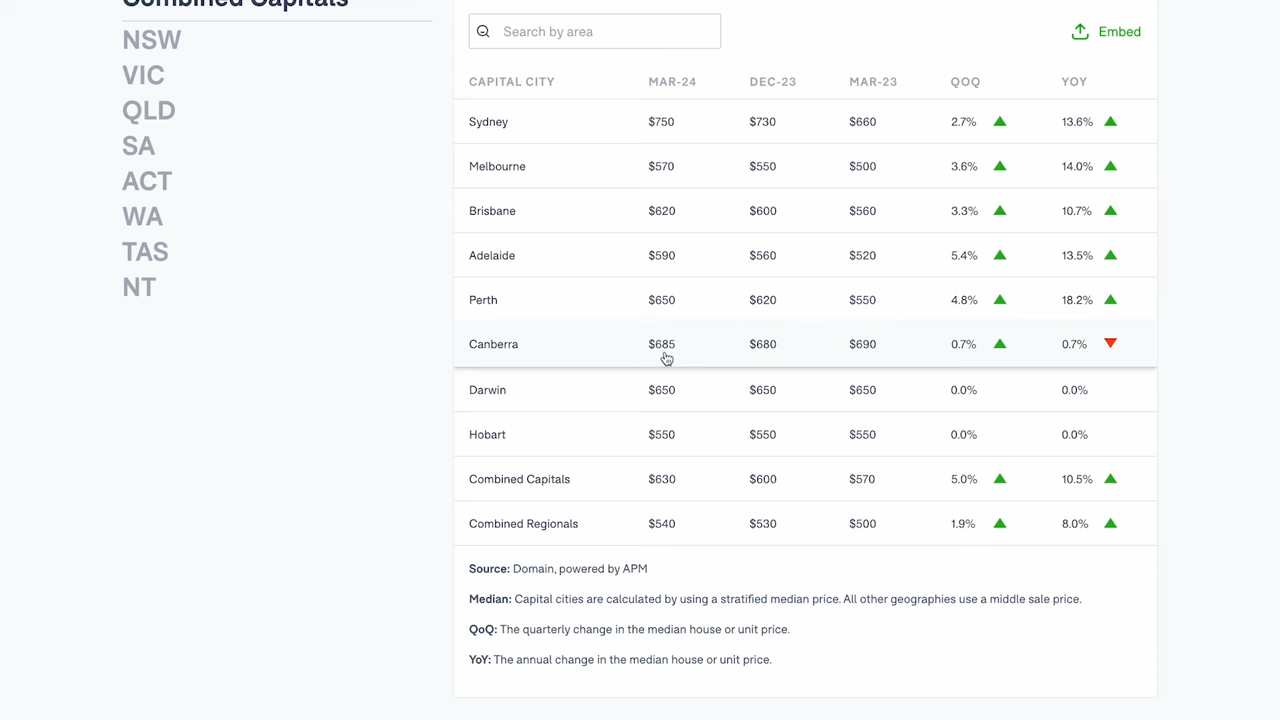 Combined Capitals
NSW
VIC
QLD
SA
ACT
WA
TAS
NT
Search by area
Embed
CAPITAL CITY MAR-24 DEC-23 MAR-23 QOQ YOY
Sydney $750 $730 $660 2.7% 13.6%
Melbourne $570 $550 $500 3.6% 14.0%
Brisbane $620 $600 $560 3.3% 10.7%
Adelaide $590 $560 $520 5.4% 13.5%
Perth $650 $620 $550 4.8% 18.2%
Canberra $685 $680 $690 0.7% 0.7%
Darwin $650 $650 $650 0.0% 0.0%
Hobart $550 $550 $550 0.0% 0.0%
Combined Capitals $630 $600 $570 5.0% 10.5%
Combined Regionals $540 $530 $500 1.9% 8.0%
Source: Domain, powered by APM
Median: Capital cities are calculated by using a stratified median price. All other geographies use a middle sale price.
QoQ: The quarterly change in the median house or unit price.
YoY: The annual change in the median house or unit price.